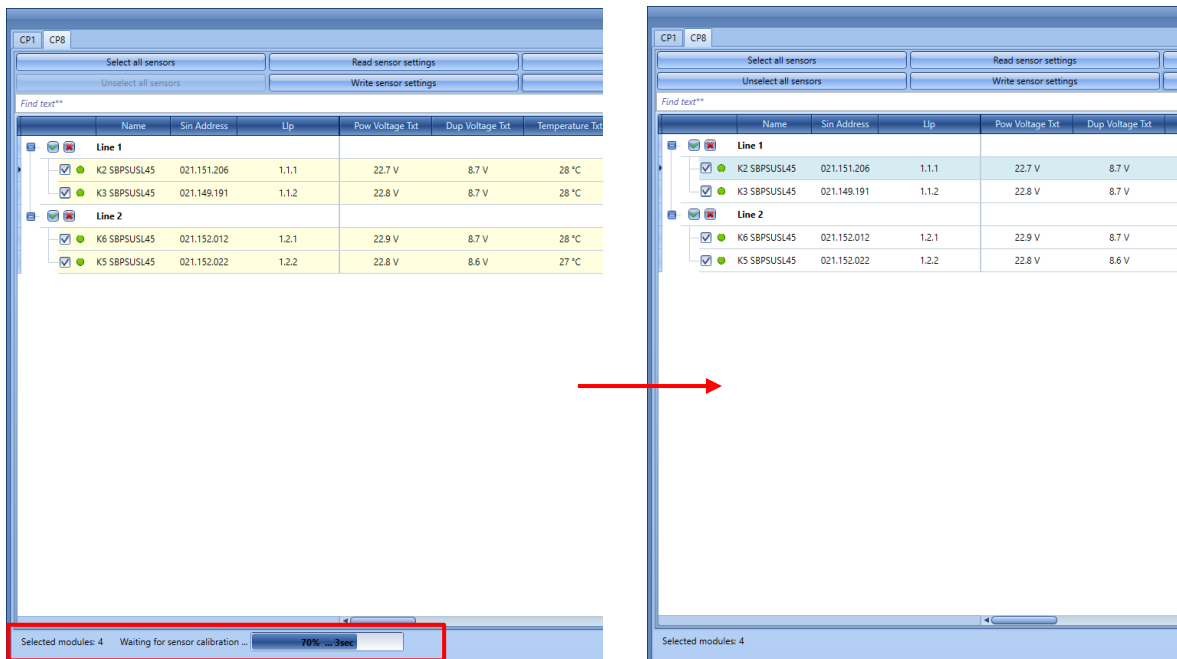 CP1 CP8
Select all sensors Read sensor settings
Unselect all sensors Write sensor settings
Find text**
Name Sin Address Llp Pow Voltage Txt Dup Voltage Txt Temperature Txt
Line 1
K2 SBPSUSL45 021.151.206 1.1.1 22.7 V 8.7 V 28 °C
K3 SBPSUSL45 021.149.191 1.1.2 22.8 V 8.7 V 28 °C
Line 2
K6 SBPSUSL45 021.152.012 1.2.1 22.9 V 8.7 V 28 °C
K5 SBPSUSL45 021.152.022 1.2.2 22.8 V 8.6 V 27 °C
Selected modules: 4 Waiting for sensor calibration ... 70% ... 3sec
CP1 CP8
Select all sensors Read sensor settings
Unselect all sensors Write sensor settings
Find text**
Name Sin Address Llp Pow Voltage Txt Dup Voltage Txt
Line 1
K2 SBPSUSL45 021.151.206 1.1.1 22.7 V 8.7 V
K3 SBPSUSL45 021.149.191 1.1.2 22.8 V 8.7 V
Line 2
K6 SBPSUSL45 021.152.012 1.2.1 22.9 V 8.7 V
K5 SBPSUSL45 021.152.022 1.2.2 22.8 V 8.6 V
Selected modules: 4